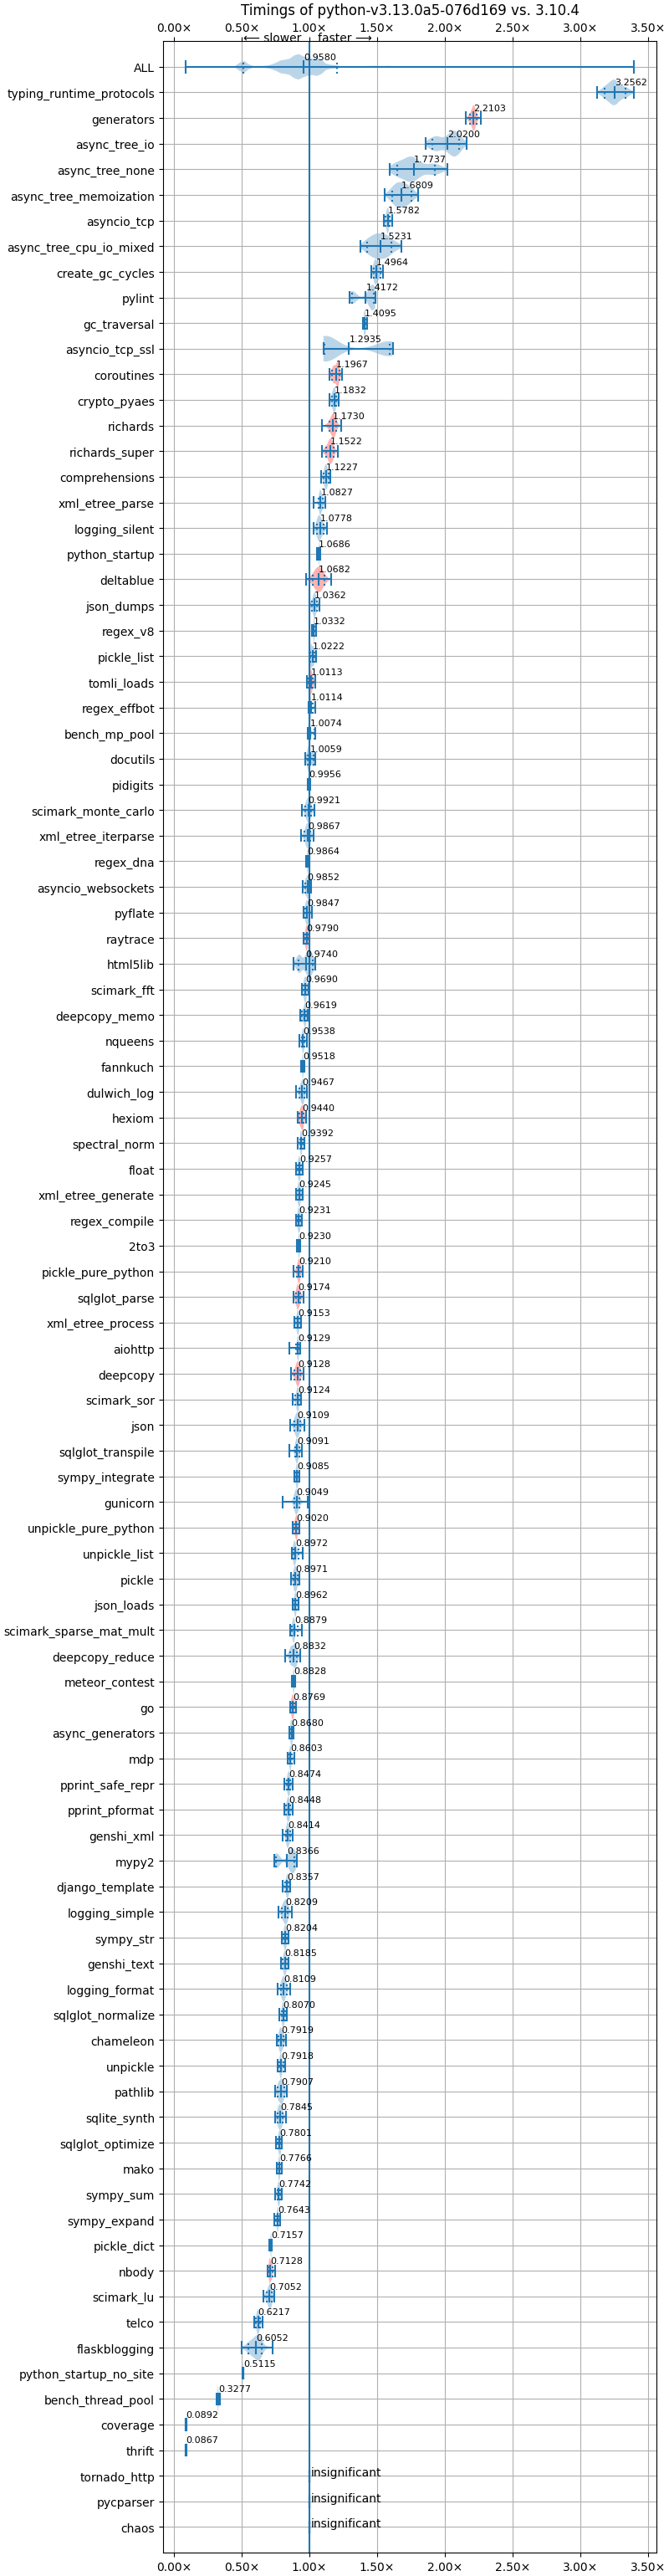 Timings of python-v3.13.0a5-076d169 vs. 3.10.4
0.00× 0.50× 1.00× 1.50× 2.00× 2.50× 3.00× 3.50×
⟵ slower faster ⟶
ALL 0.9580
typing_runtime_protocols 3.2562
generators 2.2103
async_tree_io 2.0200
async_tree_none 1.7737
async_tree_memoization 1.6809
asyncio_tcp 1.5782
async_tree_cpu_io_mixed 1.5231
create_gc_cycles 1.4964
pylint 1.4172
gc_traversal 1.4095
asyncio_tcp_ssl 1.2935
coroutines 1.1967
crypto_pyaes 1.1832
richards 1.1730
richards_super 1.1522
comprehensions 1.1227
xml_etree_parse 1.0827
logging_silent 1.0778
python_startup 1.0686
deltablue 1.0682
json_dumps 1.0362
regex_v8 1.0332
pickle_list 1.0222
tomli_loads 1.0113
regex_effbot 1.0114
bench_mp_pool 1.0074
docutils 1.0059
pidigits 0.9956
scimark_monte_carlo 0.9921
xml_etree_iterparse 0.9867
regex_dna 0.9864
asyncio_websockets 0.9852
pyflate 0.9847
raytrace 0.9790
html5lib 0.9740
scimark_fft 0.9690
deepcopy_memo 0.9619
nqueens 0.9538
fannkuch 0.9518
dulwich_log 0.9467
hexiom 0.9440
spectral_norm 0.9392
float 0.9257
xml_etree_generate 0.9245
regex_compile 0.9231
2to3 0.9230
pickle_pure_python 0.9210
sqlglot_parse 0.9174
xml_etree_process 0.9153
aiohttp 0.9129
deepcopy 0.9128
scimark_sor 0.9124
json 0.9109
sqlglot_transpile 0.9091
sympy_integrate 0.9085
gunicorn 0.9049
unpickle_pure_python 0.9020
unpickle_list 0.8972
pickle 0.8971
json_loads 0.8962
scimark_sparse_mat_mult 0.8879
deepcopy_reduce 0.8832
meteor_contest 0.8828
go 0.8769
async_generators 0.8680
mdp 0.8603
pprint_safe_repr 0.8474
pprint_pformat 0.8448
genshi_xml 0.8414
mypy2 0.8366
django_template 0.8357
logging_simple 0.8209
sympy_str 0.8204
genshi_text 0.8185
logging_format 0.8109
sqlglot_normalize 0.8070
chameleon 0.7919
unpickle 0.7918
pathlib 0.7907
sqlite_synth 0.7845
sqlglot_optimize 0.7801
mako 0.7766
sympy_sum 0.7742
sympy_expand 0.7643
pickle_dict 0.7157
nbody 0.7128
scimark_lu 0.7052
telco 0.6217
flaskblogging 0.6052
python_startup_no_site 0.5115
bench_thread_pool 0.3277
coverage 0.0892
thrift 0.0867
tornado_http insignificant
pycparser insignificant
chaos insignificant
0.00× 0.50× 1.00× 1.50× 2.00× 2.50× 3.00× 3.50×